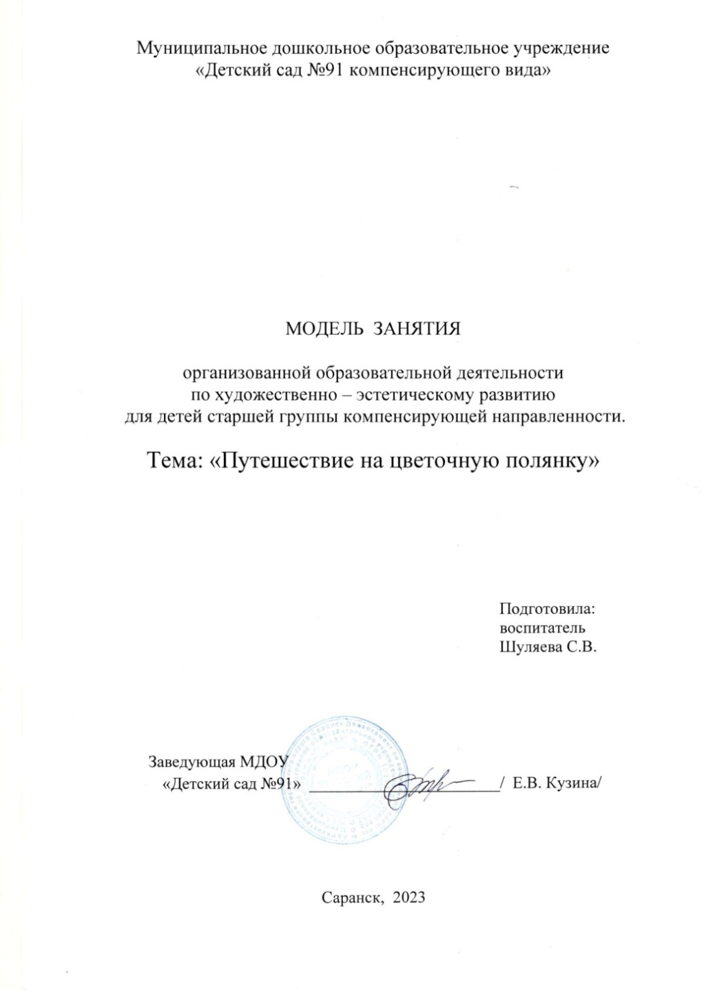 Муниципальное дошкольное образовательное учреждение
«Детский сад №91 компенсирующего вида»
МОДЕЛЬ ЗАНЯТИЯ
организованной образовательной деятельности
по художественно – эстетическому развитию
для детей старшей группы компенсирующей направленности.
Тема: «Путешествие на цветочную полянку»
Подготовила:
воспитатель
Шуляева С.В.
Заведующая МДОУ
«Детский сад №91» ____________________/ Е.В. Кузина/
Саранск, 2023